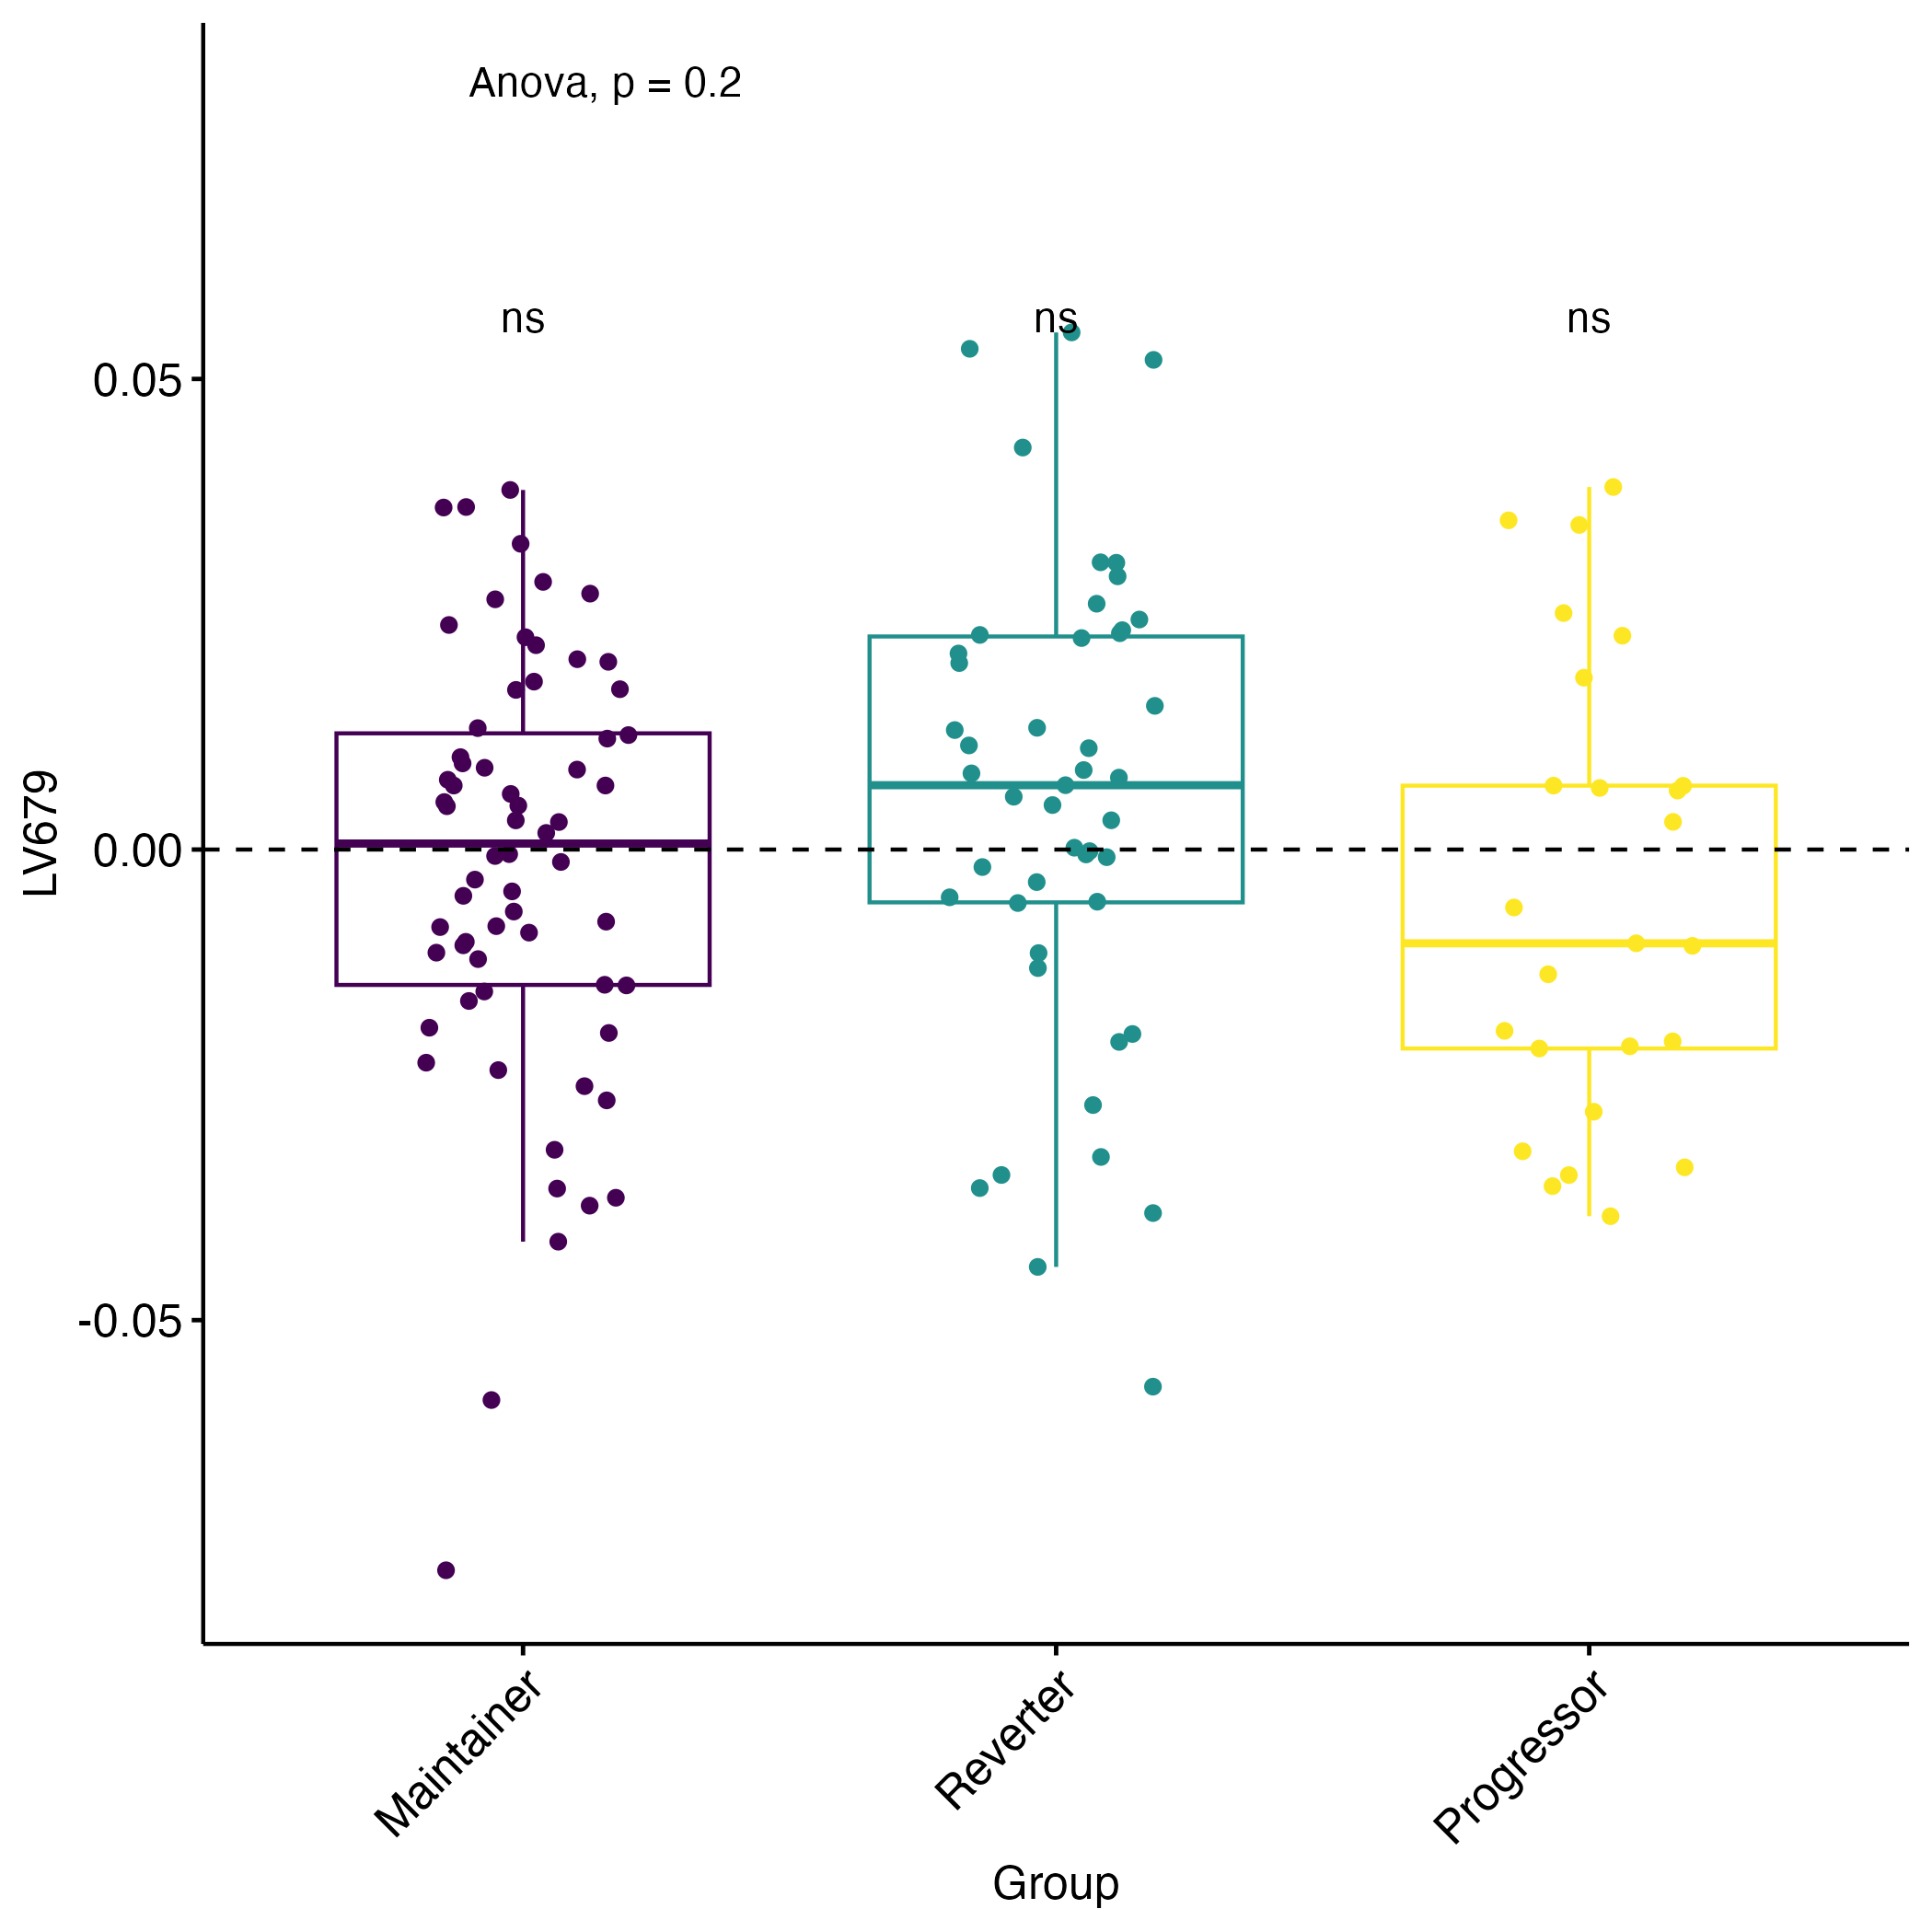 Anova, p = 0.2
ns ns ns
0.05
0.00
-0.05
LV679
Maintainer
Reverter
Progressor
Group